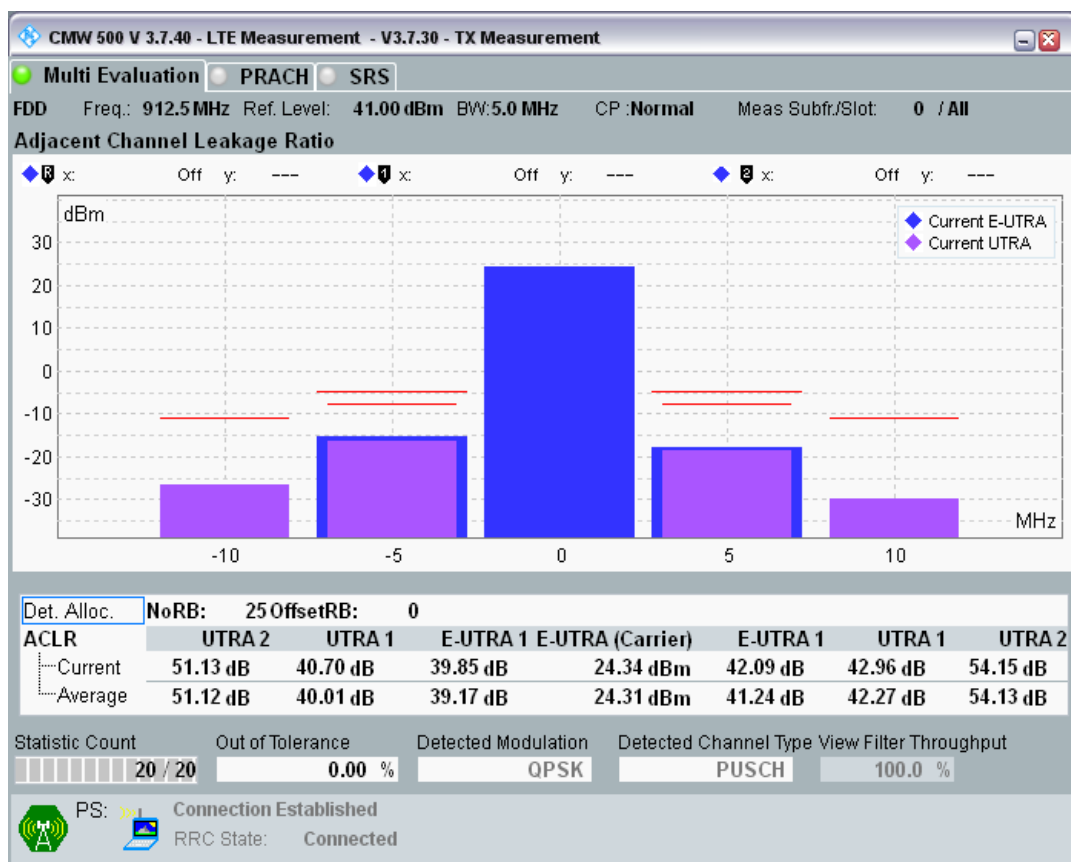 CMW 500 V 3.7.40 - LTE Measurement - V3.7.30 - TX Measurement
Multi Evaluation PRACH SRS
FDD Freq.: 912.5 MHz Ref. Level: 41.00 dBm BW:5.0 MHz CP :Normal Meas Subfr./Slot: 0 / All
Adjacent Channel Leakage Ratio
R x: Off y: --- 1 x: Off y: --- 2 x: Off y: ---
dBm
Current E-UTRA
Current UTRA
30
20
10
0
-10
-20
-30
MHz
-10 -5 0 5 10
Det. Alloc. NoRB: 25 OffsetRB: 0
ACLR UTRA 2 UTRA 1 E-UTRA 1 E-UTRA (Carrier) E-UTRA 1 UTRA 1 UTRA 2
Current 51.13 dB 40.70 dB 39.85 dB 24.34 dBm 42.09 dB 42.96 dB 54.15 dB
Average 51.12 dB 40.01 dB 39.17 dB 24.31 dBm 41.24 dB 42.27 dB 54.13 dB
Statistic Count Out of Tolerance Detected Modulation Detected Channel Type View Filter Throughput
20 / 20 0.00 % QPSK PUSCH 100.0 %
PS: Connection Established
RRC State: Connected